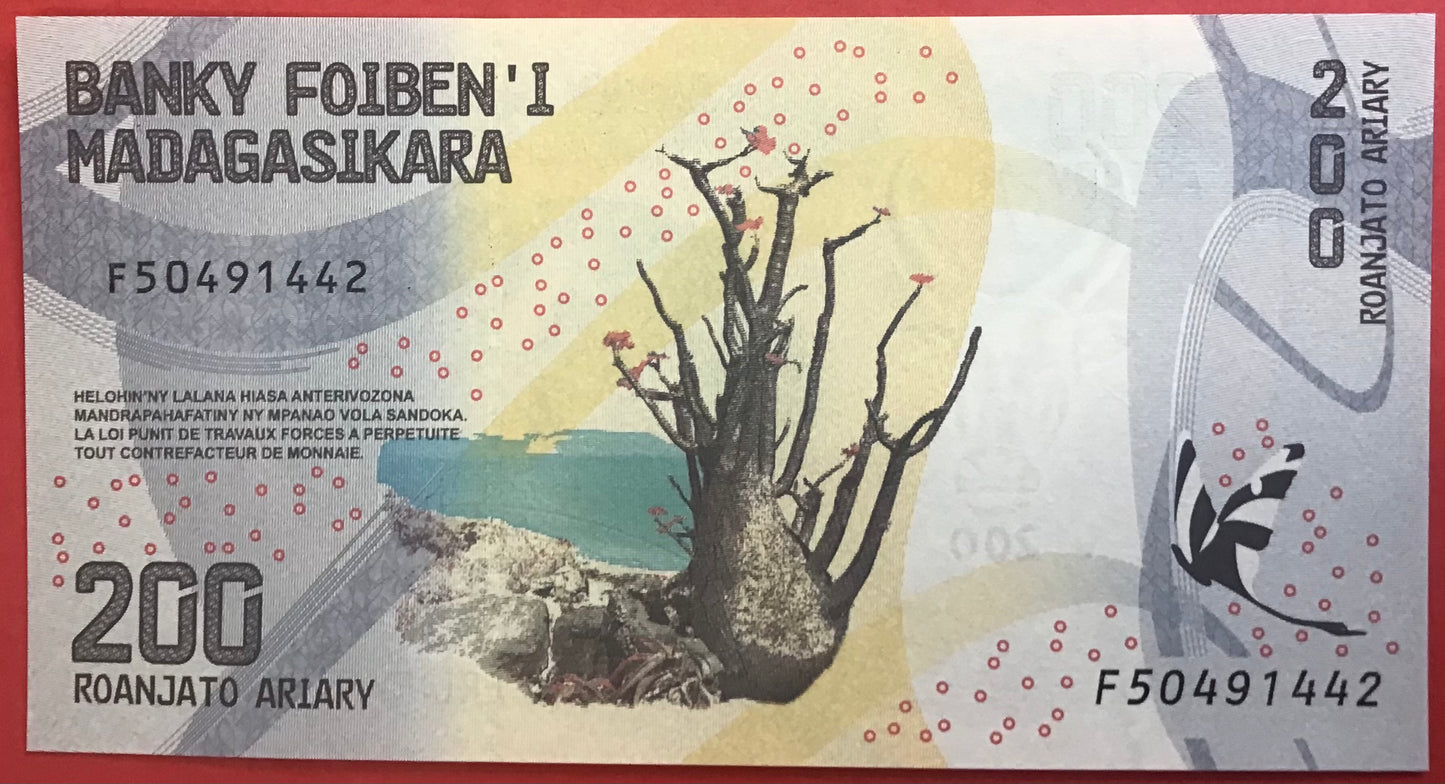 BANKY FOIBEN'I
MADAGASIKARA
F50491442
HELOHIN'NY LALANA HIASA ANTERIVOZONA
MANDRAPAHAFATINY NY MPANAO VOLA SANDOKA.
LA LOI PUNIT DE TRAVAUX FORCES A PERPETUITE
TOUT CONTREFACTEUR DE MONNAIE.
200
ROANJATO ARIARY
200
ROANJATO ARIARY
200
F50491442